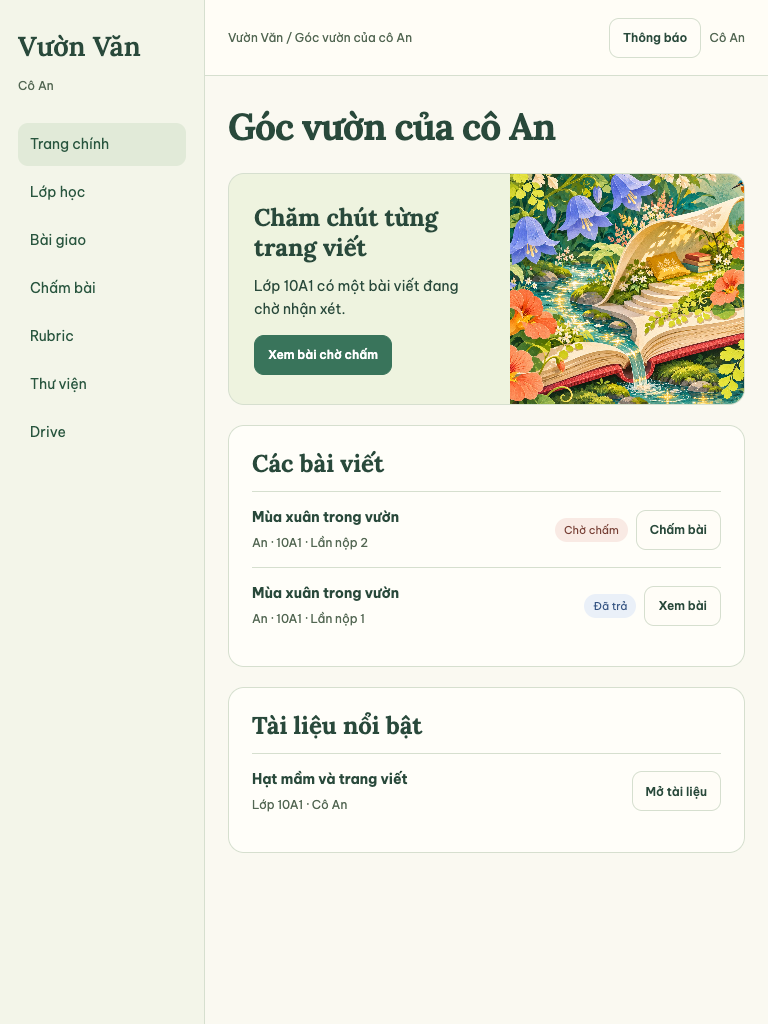 Vườn Văn
Cô An
Trang chính
Lớp học
Bài giao
Chấm bài
Rubric
Thư viện
Drive
Vườn Văn / Góc vườn của cô An
Thông báo
Cô An
Góc vườn của cô An
Chăm chút từng
trang viết
Lớp 10A1 có một bài viết đang
chờ nhận xét.
Xem bài chờ chấm
Các bài viết
Mùa xuân trong vườn
An · 10A1 · Lần nộp 2
Chờ chấm
Chấm bài
Mùa xuân trong vườn
An · 10A1 · Lần nộp 1
Đã trả
Xem bài
Tài liệu nổi bật
Hạt mầm và trang viết
Lớp 10A1 · Cô An
Mở tài liệu